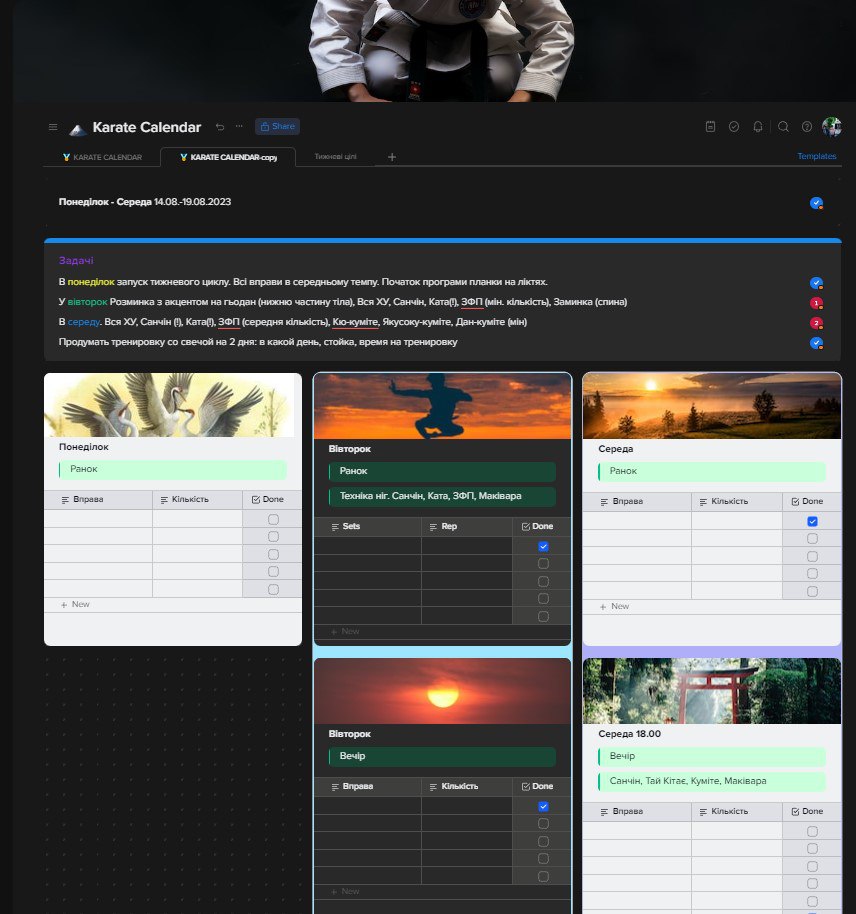 Karate Calendar
Share
KARATE CALENDAR
KARATE CALENDAR-copy
Тижневі цілі
Templates
Понеділок - Середа 14.08.-19.08.2023
Задачі
В понеділок запуск тижневого циклу. Всі вправи в середньому темпу. Початок програми планки на ліктях.
У вівторок Розминка з акцентом на гьодан (нижню частину тіла), Вся ХУ, Санчін, Ката(!), ЗФП (мін. кількість), Заминка (спина)
1
В середу. Вся ХУ, Санчін (!), Ката(!), ЗФП (середня кількість), Кю-куміте, Якусоку-куміте, Дан-куміте (мін)
2
Продумать тренировку со свечой на 2 дня: в какой день, стойка, время на тренировку
Понеділок
Ранок
Вправа Кількість Done
+ New
Вівторок
Ранок
Техніка ніг. Санчін, Ката, ЗФП, Маківара
Sets Rep Done
+ New
Середа
Ранок
Вправа Кількість Done
+ New
Вівторок
Вечір
Вправа Кількість Done
+ New
Середа 18.00
Вечір
Санчін, Тай Кітає, Куміте, Маківара
Вправа Кількість Done